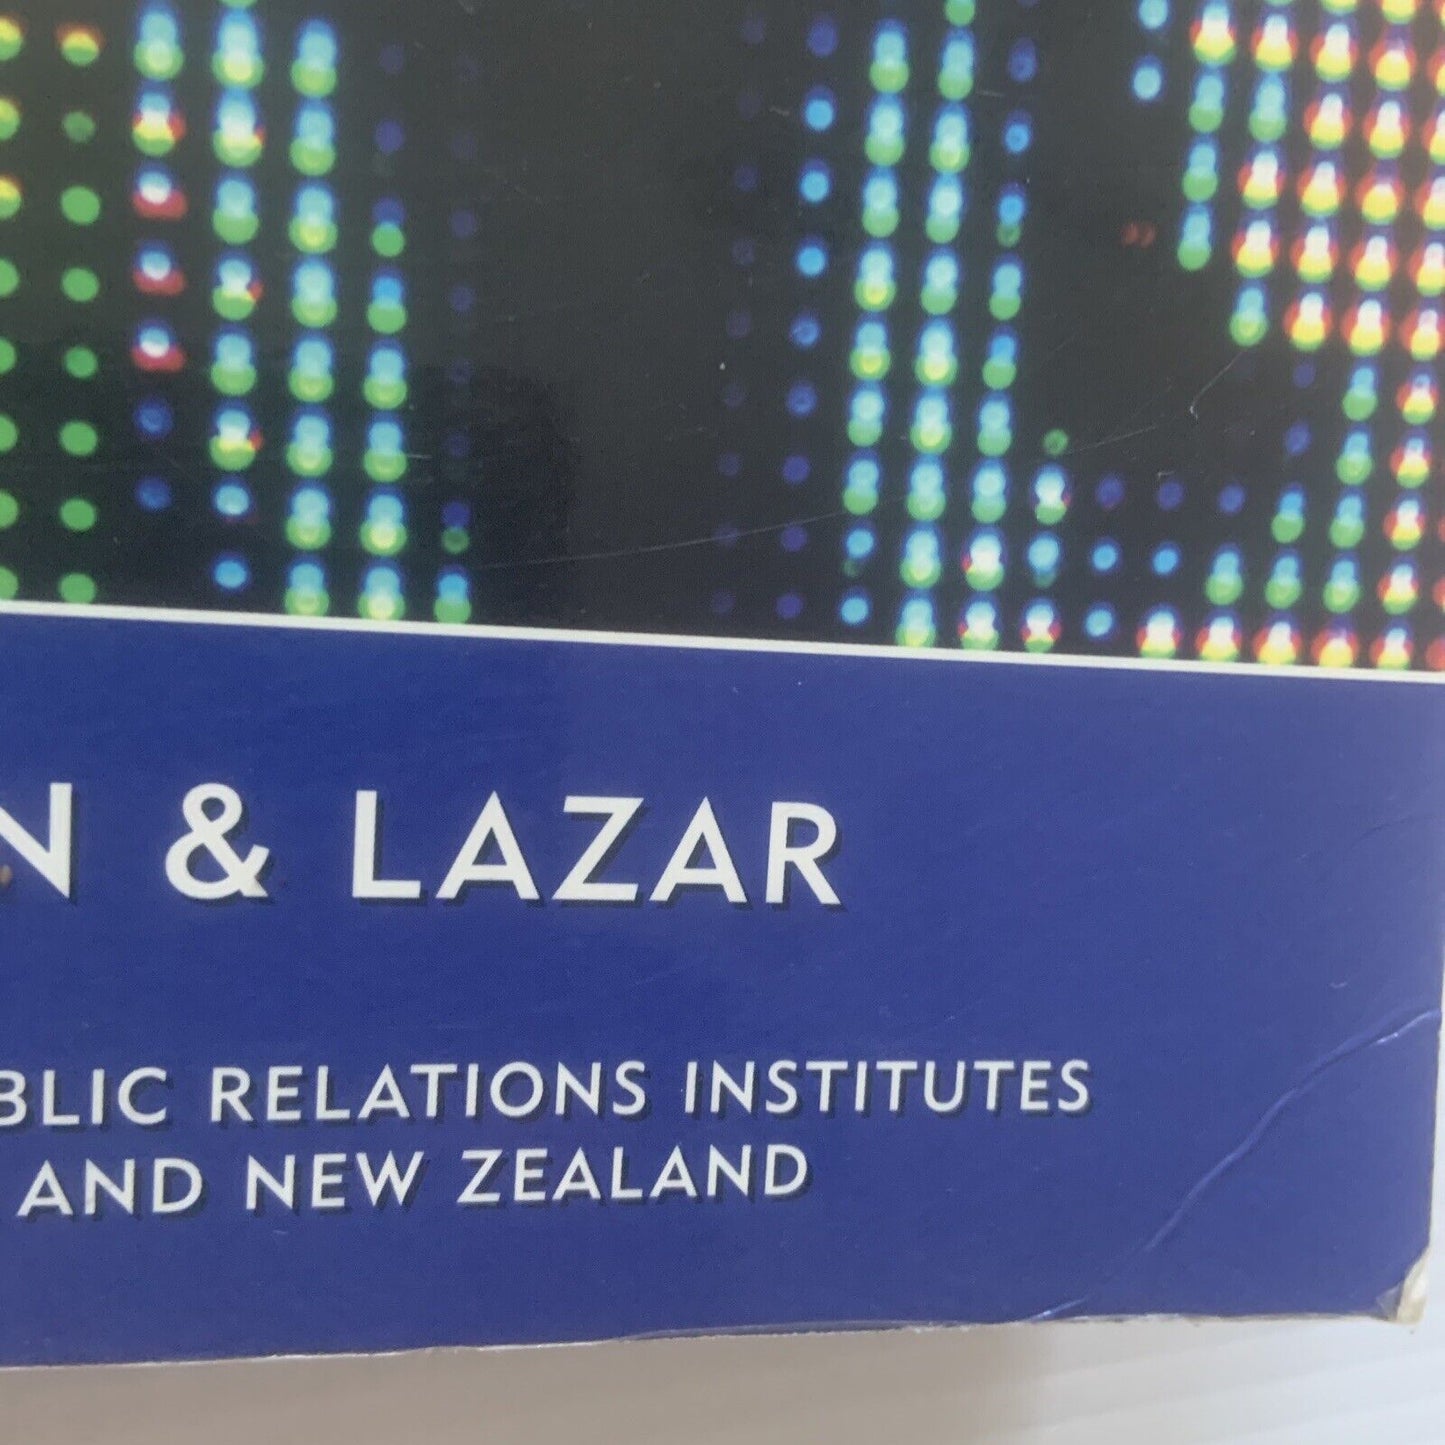 N & LAZAR
BLIC RELATIONS INSTITUTES
AND NEW ZEALAND